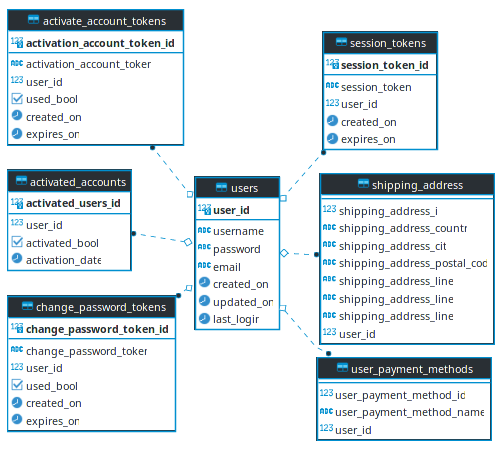 activate_account_tokens
123 activation_account_token_id
ABC activation_account_toker
123 user_id
used_bool
created_on
expires_on
session_tokens
123 session_token_id
ABC session_token
123 user_id
created_on
expires_on
activated_accounts
123 activated_users_id
123 user_id
activated_bool
activation_date
users
123 user_id
ABC username
ABC password
ABC email
created_on
updated_or
last_logir
shipping_address
123 shipping_address_i
ABC shipping_address_countr
ABC shipping_address_cit
ABC shipping_address_postal_cod
ABC shipping_address_line
ABC shipping_address_line
ABC shipping_address_line
123 user_id
change_password_tokens
123 change_password_token_id
ABC change_password_toker
123 user_id
used_bool
created_on
expires_on
user_payment_methods
123 user_payment_method_id
ABC user_payment_method_name
123 user_id